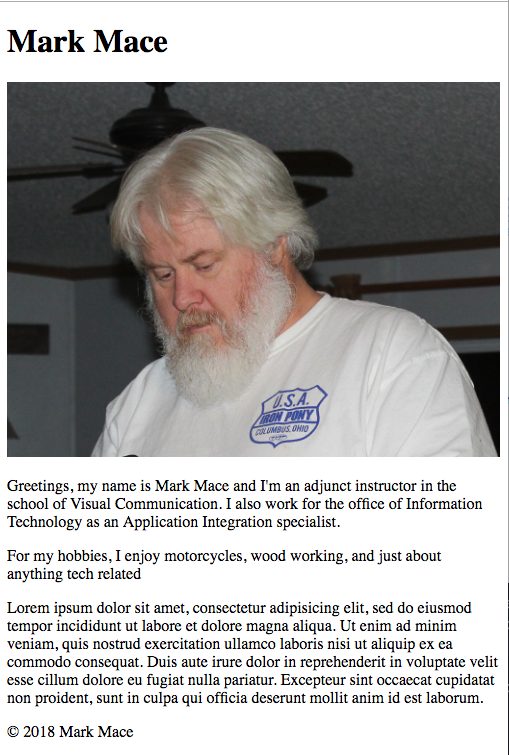 Mark Mace
U.S.A.
IRON PONY
COLUMBUS, OHIO
Greetings, my name is Mark Mace and I'm an adjunct instructor in the
school of Visual Communication. I also work for the office of Information
Technology as an Application Integration specialist.
For my hobbies, I enjoy motorcycles, wood working, and just about
anything tech related
Lorem ipsum dolor sit amet, consectetur adipisicing elit, sed do eiusmod
tempor incididunt ut labore et dolore magna aliqua. Ut enim ad minim
veniam, quis nostrud exercitation ullamco laboris nisi ut aliquip ex ea
commodo consequat. Duis aute irure dolor in reprehenderit in voluptate velit
esse cillum dolore eu fugiat nulla pariatur. Excepteur sint occaecat cupidatat
non proident, sunt in culpa qui officia deserunt mollit anim id est laborum.
© 2018 Mark Mace